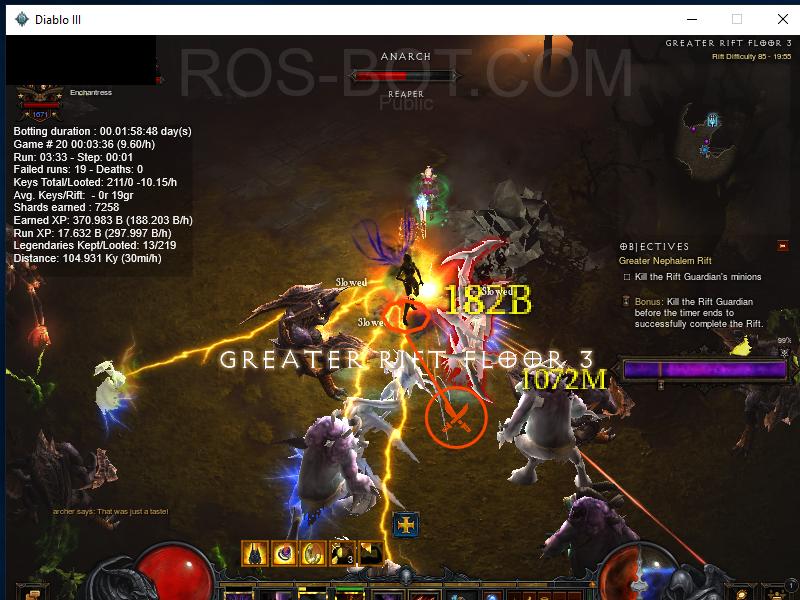 Diablo III
GREATER RIFT FLOOR 3
Rift Difficulty 85 - 19:55
ROS-BOT.COM
Public
ANARCH
REAPER
Enchantress
1671
Botting duration : 00.01:58:48 day(s)
Game # 20 00:03:36 (9.60/h)
Run: 03:33 - Step: 00:01
Failed runs: 19 - Deaths: 0
Keys Total/Looted: 211/0 -10.15/h
Avg. Keys/Rift: - 0r 19gr
Shards earned : 7258
Earned XP: 370.983 B (188.203 B/h)
Run XP: 17.632 B (297.997 B/h)
Legendaries Kept/Looted: 13/219
Distance: 104.931 Ky (30mi/h)
OBJECTIVES
Greater Nephalem Rift
Kill the Rift Guardian's minions
Bonus: Kill the Rift Guardian
before the timer ends to
successfully complete the Rift.
99%
Slowed
Slowed
Slowe
182B
GREATER RIFT FLOOR 3
1072M
archer says: That was just a taste!
3
1